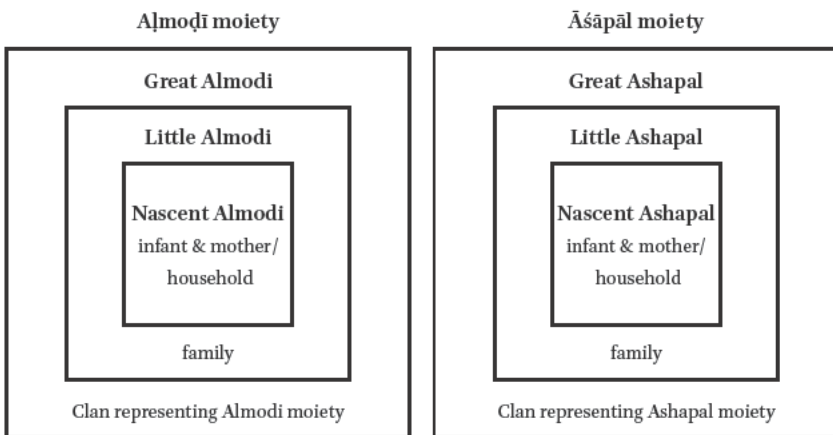 Aḷmoḍī moiety
Great Almodi
Little Almodi
Nascent Almodi
infant & mother/
household
family
Clan representing Almodi moiety
Āśāpāl moiety
Great Ashapal
Little Ashapal
Nascent Ashapal
infant & mother/
household
family
Clan representing Ashapal moiety